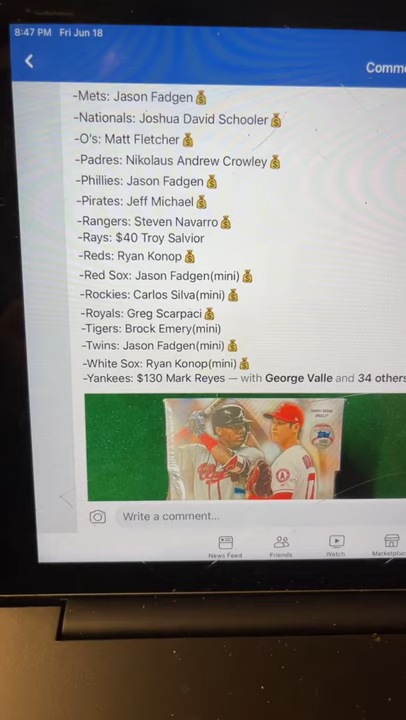 8:47 PM Fri Jun 18
Comme
-Mets: Jason Fadgen💰
-Nationals: Joshua David Schooler💰
-O's: Matt Fletcher💰
-Padres: Nikolaus Andrew Crowley💰
-Phillies: Jason Fadgen💰
-Pirates: Jeff Michael💰
-Rangers: Steven Navarro💰
-Rays: $40 Troy Salvior
-Reds: Ryan Konop💰
-Red Sox: Jason Fadgen(mini)💰
-Rockies: Carlos Silva(mini)💰
-Royals: Greg Scarpaci💰
-Tigers: Brock Emery(mini)
-Twins: Jason Fadgen(mini)💰
-White Sox: Ryan Konop(mini)💰
-Yankees: $130 Mark Reyes — with George Valle and 34 others
Write a comment...
News Feed Friends Watch Marketplac